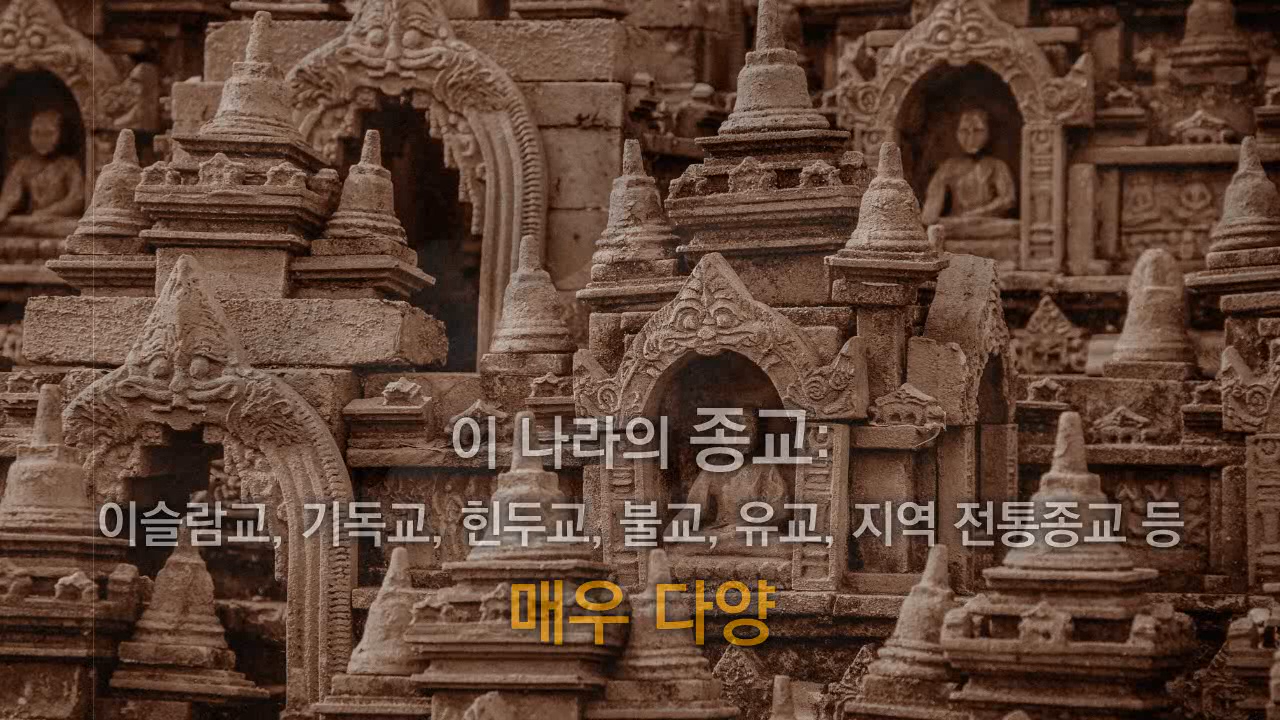 이 나라의 종교:
이슬람교, 기독교, 힌두교, 불교, 유교, 지역 전통종교 등
매우 다양